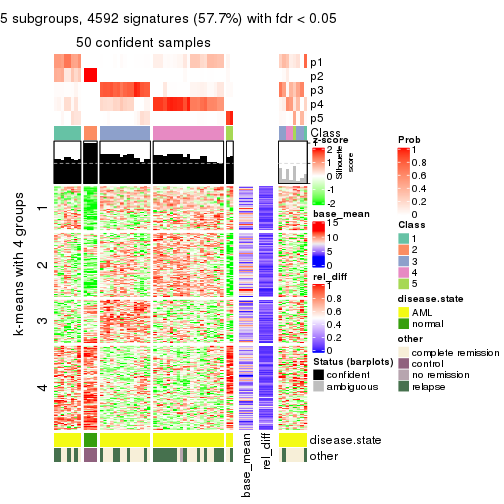 5 subgroups, 4592 signatures (57.7%) with fdr < 0.05
50 confident samples
p1
p2
p3
p4
p5
Class
1
Silhouette
score
k-means with 4 groups
1
2
3
4
base_mean
rel_diff
disease.state
other
z-score
2
1
0
-1
-2
base_mean
15
10
5
0
rel_diff
1
0.8
0.6
0.4
0.2
0
Status (barplots)
confident
ambiguous
Prob
1
0.8
0.6
0.4
0.2
0
Class
1
2
3
4
5
disease.state
AML
normal
other
complete remission
control
no remission
relapse